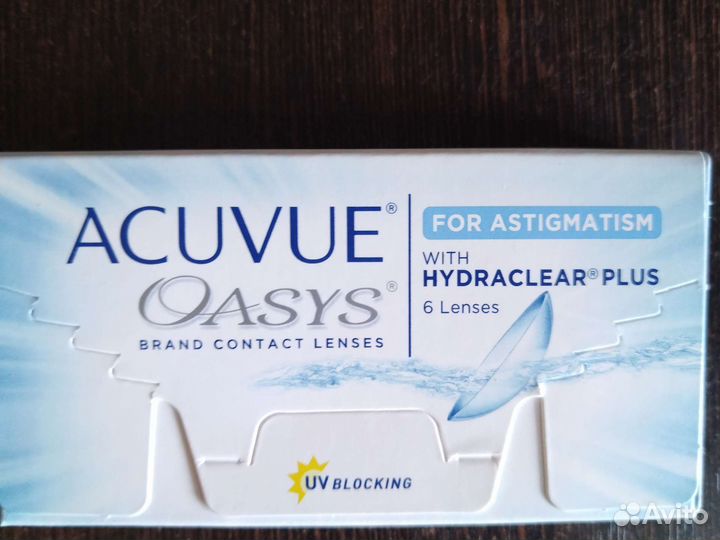 ACUVUE®
OASYS®
BRAND CONTACT LENSES
FOR ASTIGMATISM
WITH
HYDRACLEAR® PLUS
6 Lenses
UV BLOCKING
Avito